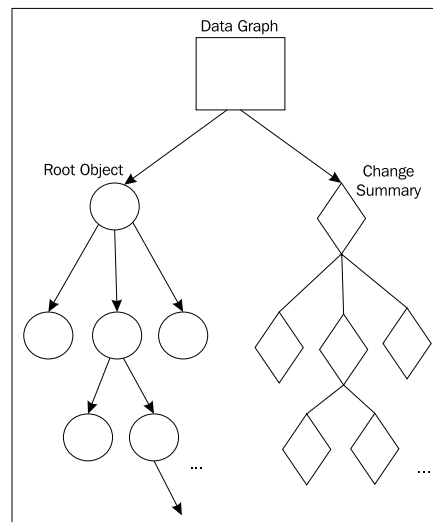 Data Graph
Root Object
Change
Summary
...
...